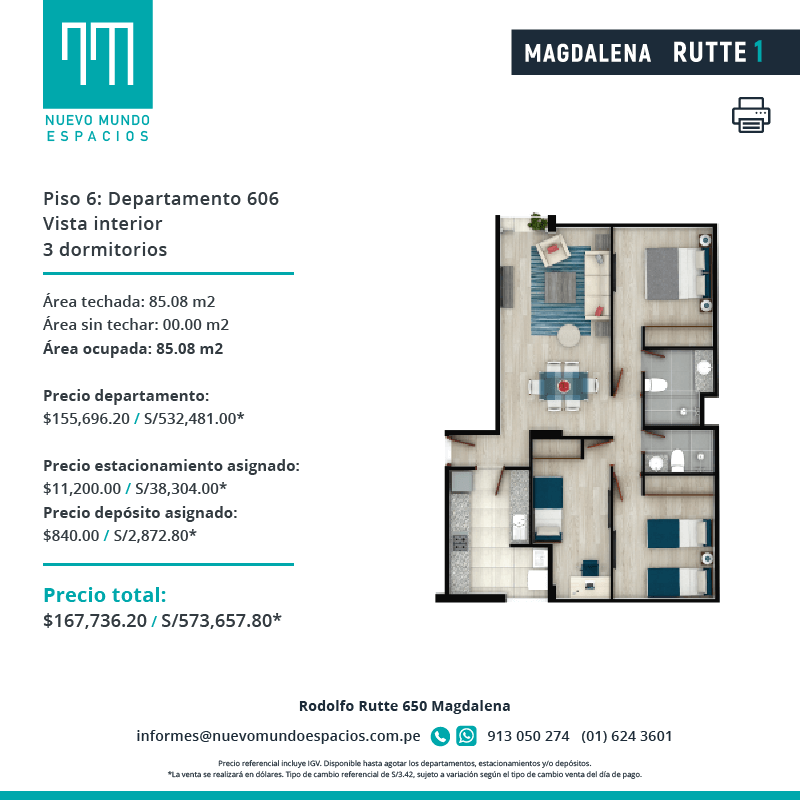 NUEVO MUNDO
ESPACIOS
MAGDALENA RUTTE 1
Piso 6: Departamento 606
Vista interior
3 dormitorios
Área techada: 85.08 m2
Área sin techar: 00.00 m2
Área ocupada: 85.08 m2
Precio departamento:
$155,696.20 / S/532,481.00*
Precio estacionamiento asignado:
$11,200.00 / S/38,304.00*
Precio depósito asignado:
$840.00 / S/2,872.80*
Precio total:
$167,736.20 / S/573,657.80*
Rodolfo Rutte 650 Magdalena
informes@nuevomundoespacios.com.pe 913 050 274 (01) 624 3601
Precio referencial incluye IGV. Disponible hasta agotar los departamentos, estacionamientos y/o depósitos.
*La venta se realizará en dólares. Tipo de cambio referencial de S/3.42, sujeto a variación según el tipo de cambio venta del día de pago.